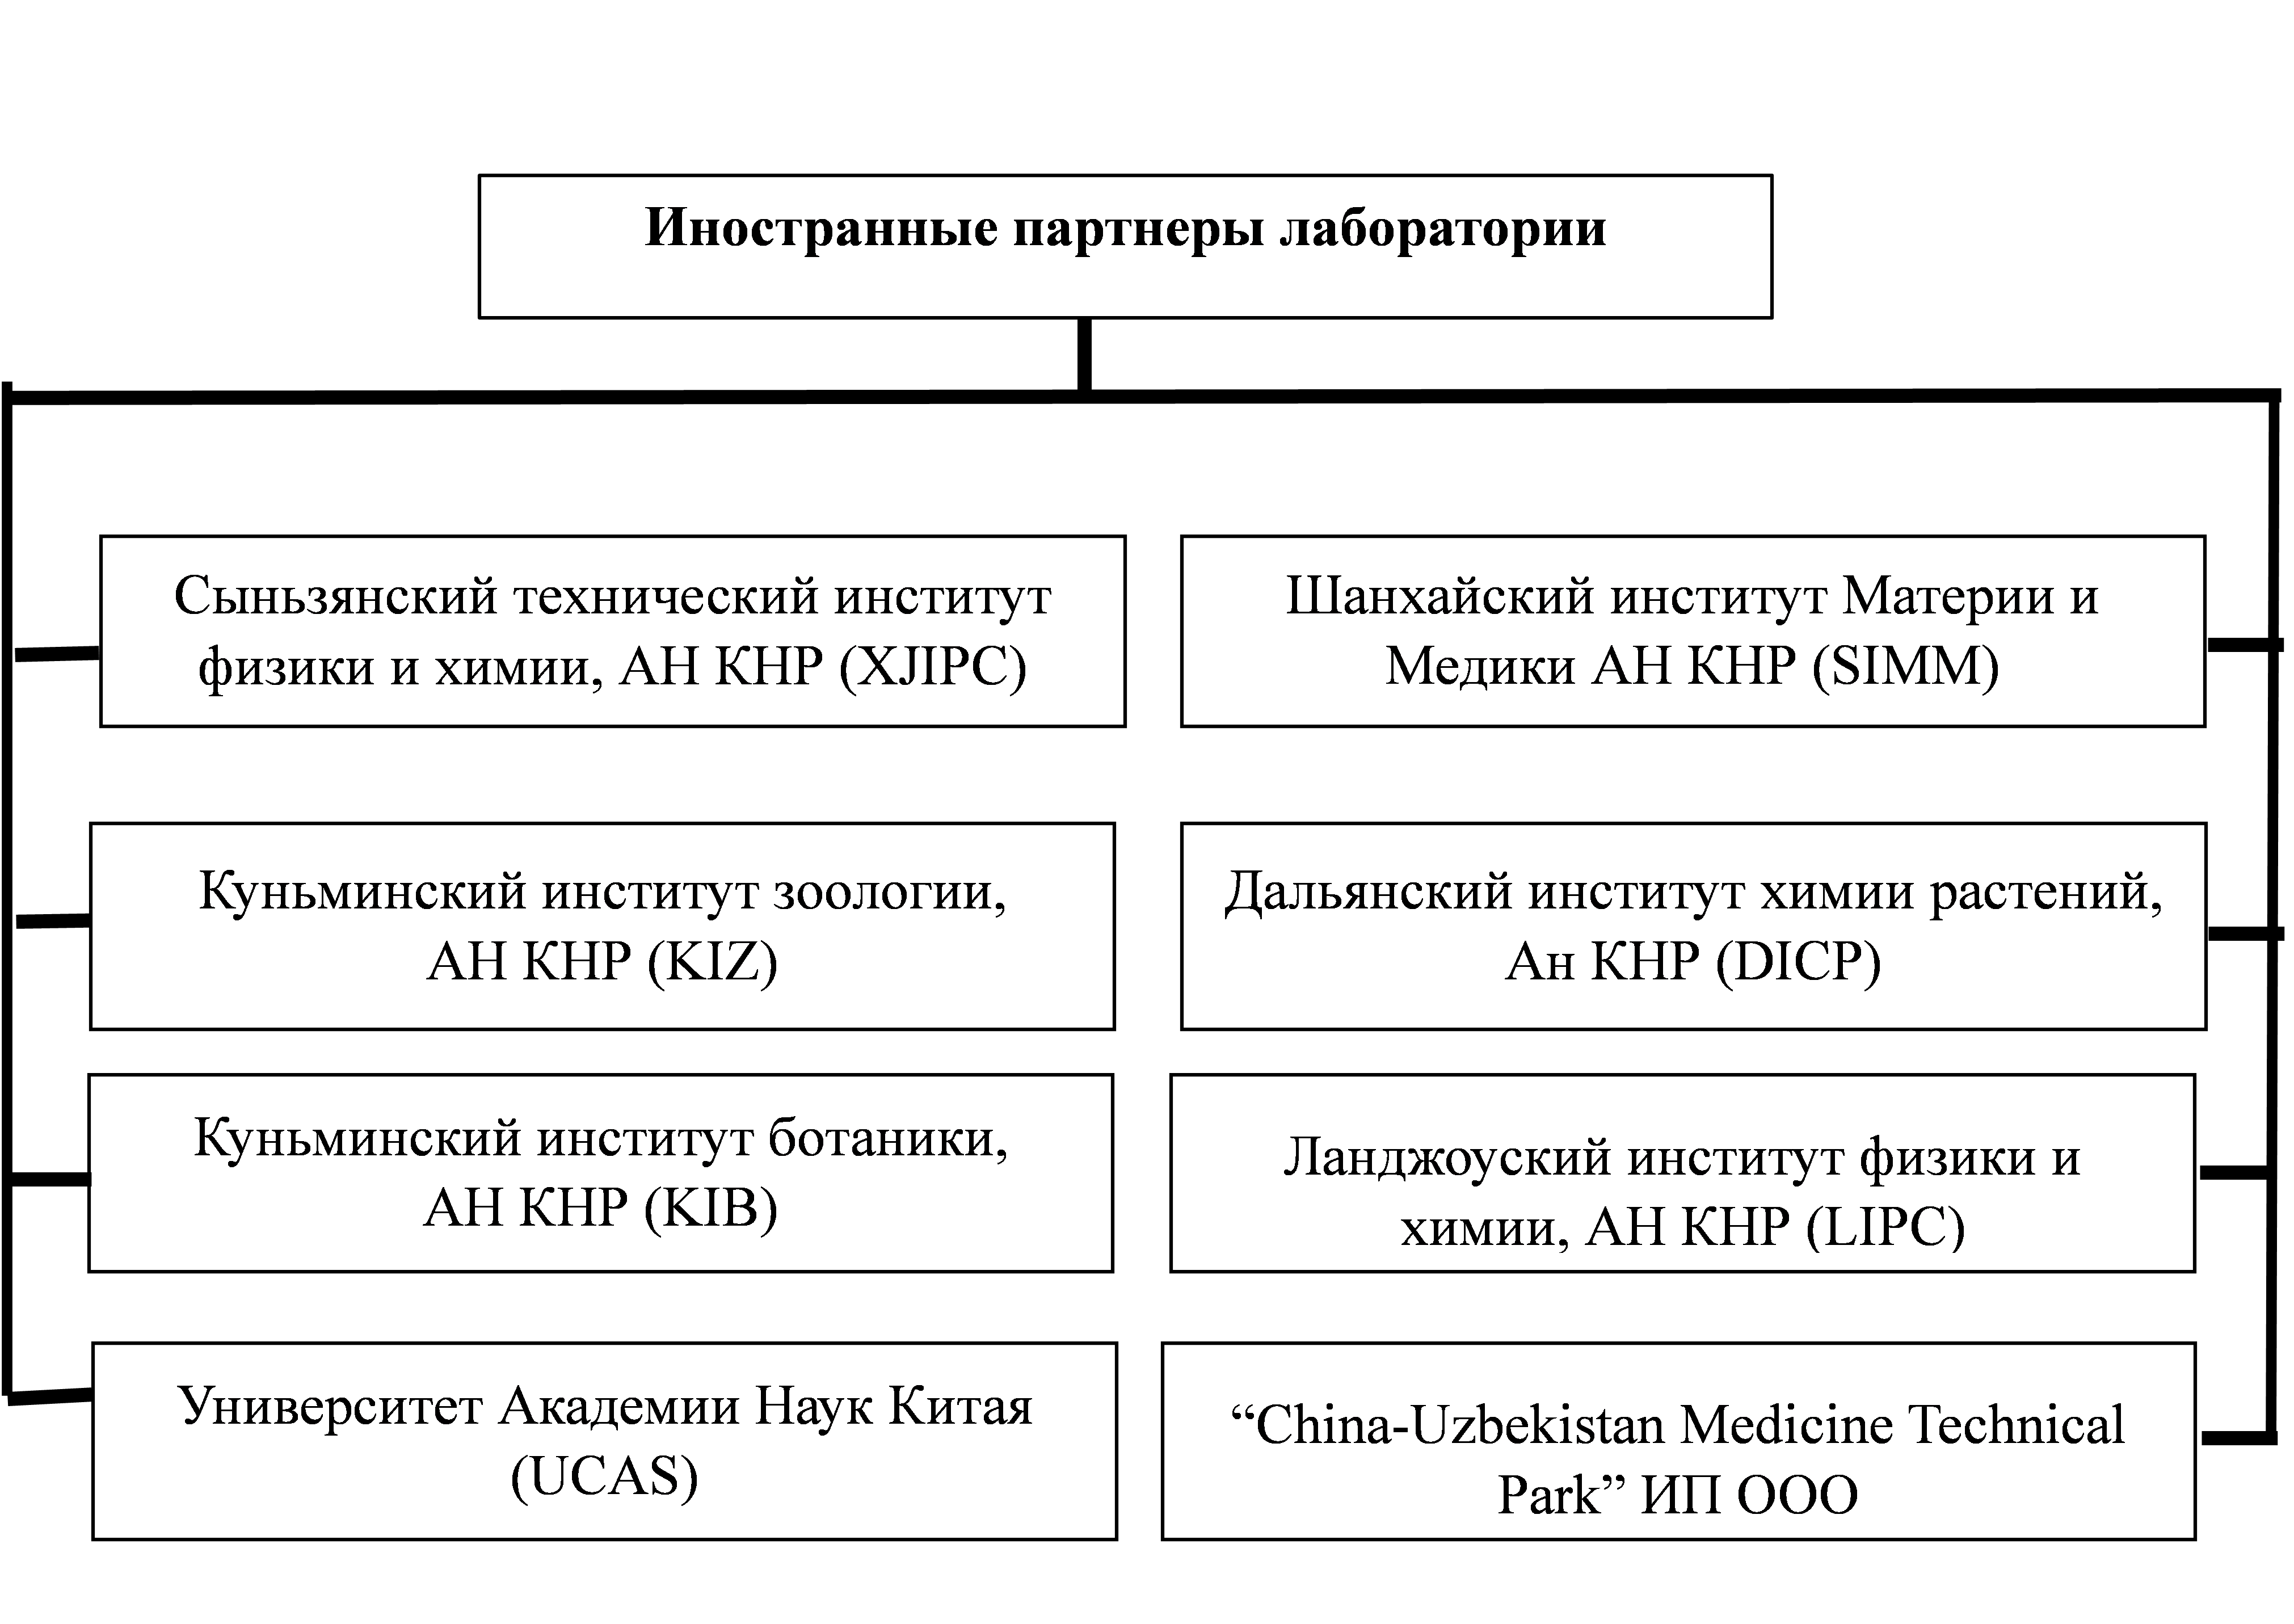 Иностранные партнеры лаборатории
Сыньзянский технический институт
физики и химии, АН КНР (XJIPC)
Шанхайский институт Материи и
Медики АН КНР (SIMM)
Куньминский институт зоологии,
АН КНР (KIZ)
Дальянский институт химии растений,
Ан КНР (DICP)
Куньминский институт ботаники,
АН КНР (KIB)
Ланджоуский институт физики и
химии, АН КНР (LIPC)
Университет Академии Наук Китая
(UCAS)
“China-Uzbekistan Medicine Technical
Park” ИП ООО